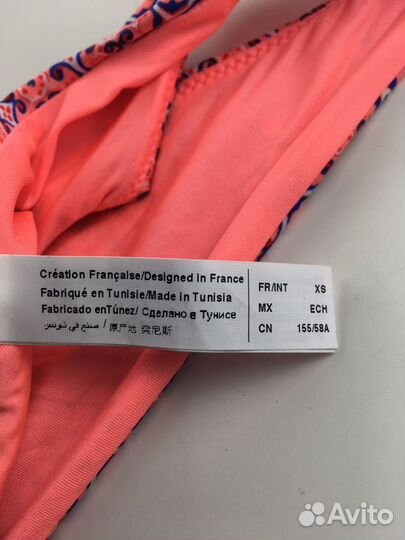 Création Française/Designed in France
Fabriqué en Tunisie/Made in Tunisia
Fabricado enTúnez/ Сделано в Тунисе
صنع في تونس / 原产地 突尼斯
FR/INT XS
MX ECH
CN 155/58A
Avito